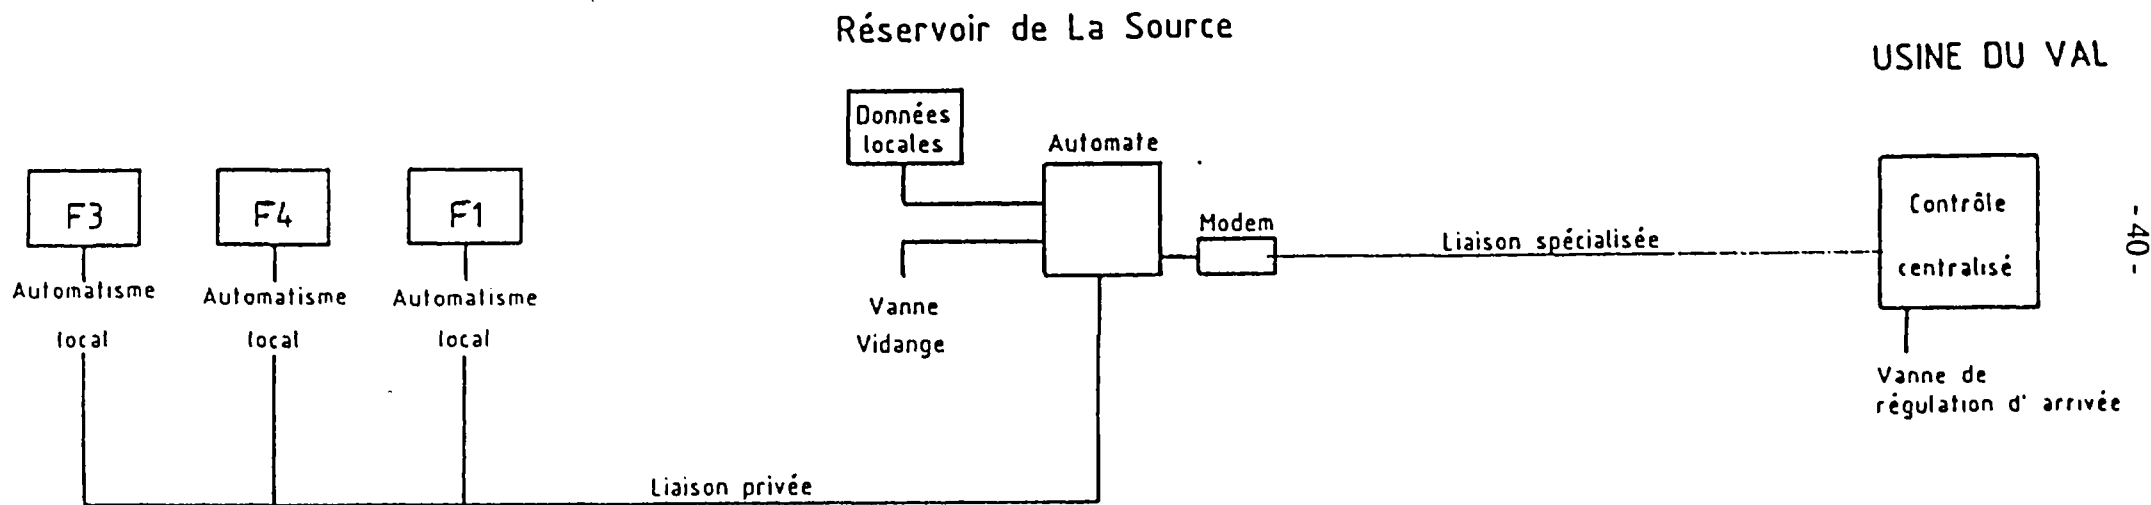 Réservoir de La Source
USINE DU VAL
Données
locales
Automate
F3
F4
F1
Modem
Liaison spécialisée
Contrôle
centralisé
Automatisme
local
Automatisme
local
Automatisme
local
Vanne
Vidange
Vanne de
régulation d' arrivée
Liaison privée
- 40 -